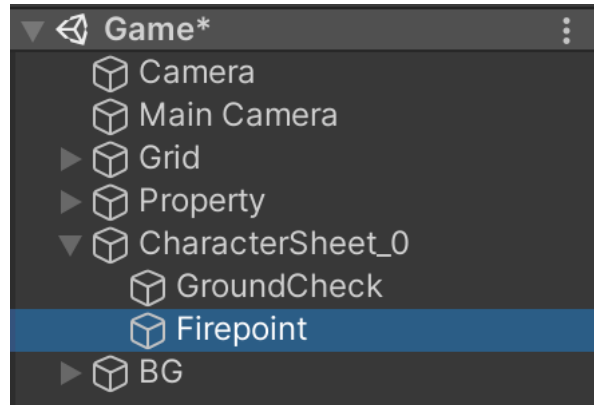 Game*
Camera
Main Camera
Grid
Property
CharacterSheet_0
GroundCheck
Firepoint
BG